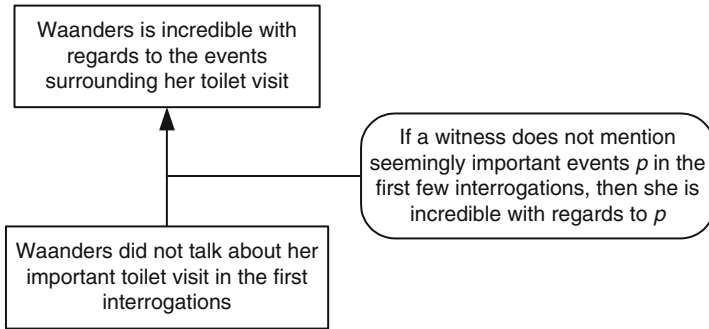 Waanders is incredible with
regards to the events
surrounding her toilet visit
If a witness does not mention
seemingly important events p in the
first few interrogations, then she is
incredible with regards to p
Waanders did not talk about her
important toilet visit in the first
interrogations